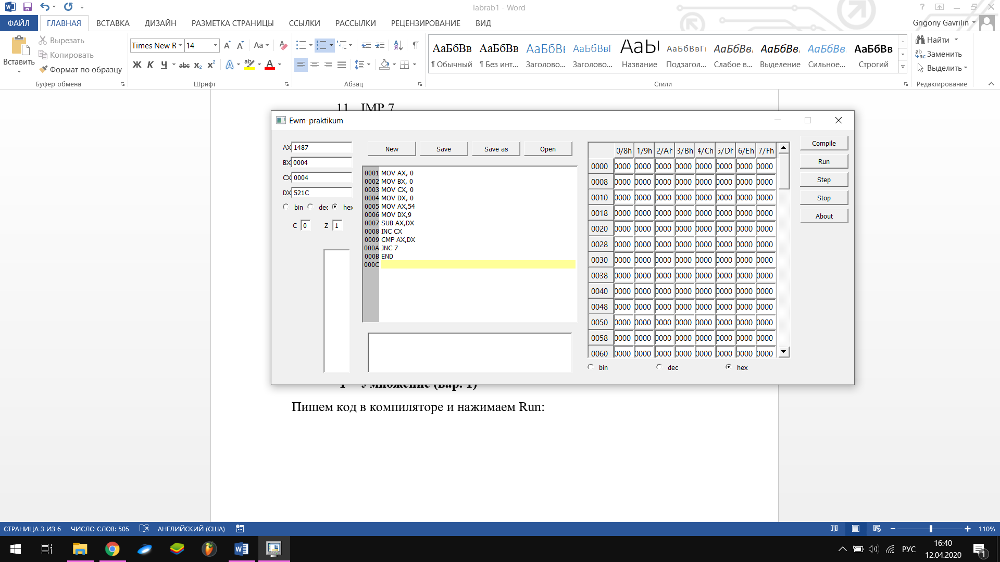 labrab1 - Word
ФАЙЛ ГЛАВНАЯ ВСТАВКА ДИЗАЙН РАЗМЕТКА СТРАНИЦЫ ССЫЛКИ РАССЫЛКИ РЕЦЕНЗИРОВАНИЕ ВИД Grigoriy Gavrilin
Вставить
Вырезать
Копировать
Формат по образцу
Буфер обмена
Times New R 14 Aa
Ж К Ч abc x₂ x² A ab A
Шрифт
Абзац
АаБбВв АаБбВв АаБбВ АаБбВвГ АаБ АаБбВвГг АаБбВв АаБбВв АаБбВв АаБбВв
¶ Обычный ¶ Без инт... Заголово... Заголово... Название Подзагол... Слабое в... Выделение Сильное... Строгий
Стили
Найти
Заменить
Выделить
Редактирование
11 JMP 7
Ewm-praktikum
AX 1487
BX 0004
CX 0004
DX 521C
bin dec hex
C 0 Z 1
New Save Save as Open
0001 MOV AX, 0
0002 MOV BX, 0
0003 MOV CX, 0
0004 MOV DX, 0
0005 MOV AX,54
0006 MOV DX,9
0007 SUB AX,DX
0008 INC CX
0009 CMP AX,DX
000A JNC 7
000B END
000C
0/8h 1/9h 2/Ah 3/Bh 4/Ch 5/Dh 6/Eh 7/Fh
0000 0000 0000 0000 0000 0000 0000 0000 0000
0008 0000 0000 0000 0000 0000 0000 0000 0000
0010 0000 0000 0000 0000 0000 0000 0000 0000
0018 0000 0000 0000 0000 0000 0000 0000 0000
0020 0000 0000 0000 0000 0000 0000 0000 0000
0028 0000 0000 0000 0000 0000 0000 0000 0000
0030 0000 0000 0000 0000 0000 0000 0000 0000
0038 0000 0000 0000 0000 0000 0000 0000 0000
0040 0000 0000 0000 0000 0000 0000 0000 0000
0048 0000 0000 0000 0000 0000 0000 0000 0000
0050 0000 0000 0000 0000 0000 0000 0000 0000
0058 0000 0000 0000 0000 0000 0000 0000 0000
0060 0000 0000 0000 0000 0000 0000 0000 0000
bin dec hex
Compile
Run
Step
Stop
About
1 Умножение (вар. 1)
Пишем код в компиляторе и нажимаем Run:
СТРАНИЦА 3 ИЗ 6 ЧИСЛО СЛОВ: 505 АНГЛИЙСКИЙ (США) 110%
РУС
16:40
12.04.2020
1